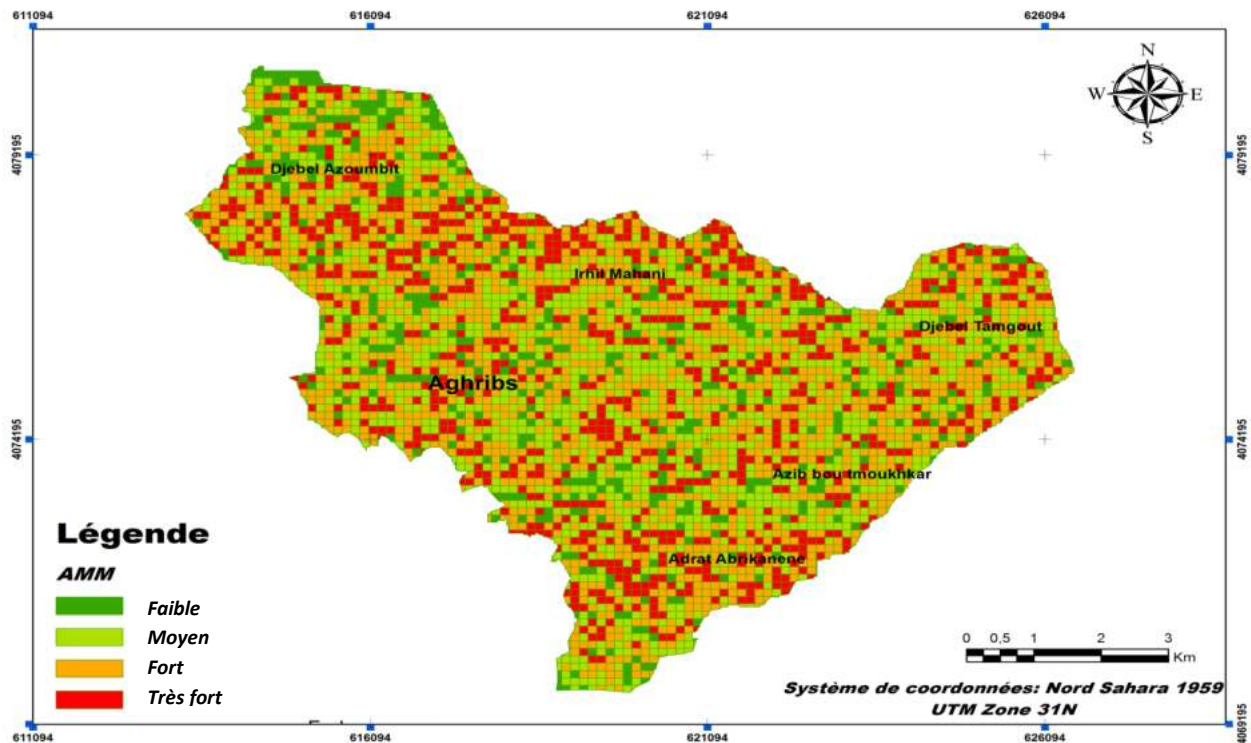 611094 616094 621094 626094
N
W E
S
4079195 4079195
Djebel Azoumbit
Irhil Mahani
Djebel Tamgout
Aghribs
4074195 4074195
Azib bou tmoukhkar
Légende
Adrat Abrikanene
AMM
Faible
Moyen
Fort
Très fort
0 0,5 1 2 3
Km
Système de coordonnées: Nord Sahara 1959
UTM Zone 31N
4069195
611094 616094 621094 626094